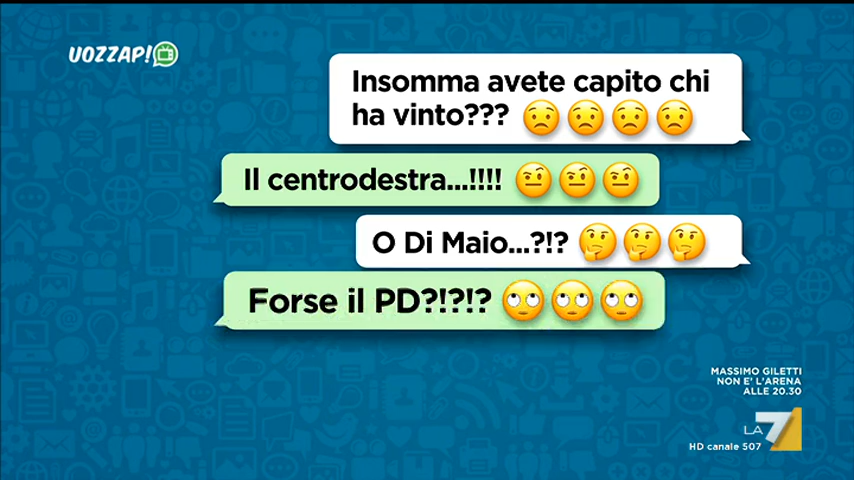 UOZZAP!
Insomma avete capito chi
ha vinto??? 😟😟😟😟
Il centrodestra...!!!! 🤨🤨🤨
O Di Maio...?!? 🤔🤔🤔
Forse il PD?!?!? 🙄🙄🙄
MASSIMO GILETTI
NON E' L'ARENA
ALLE 20.30
LA7
HD canale 507